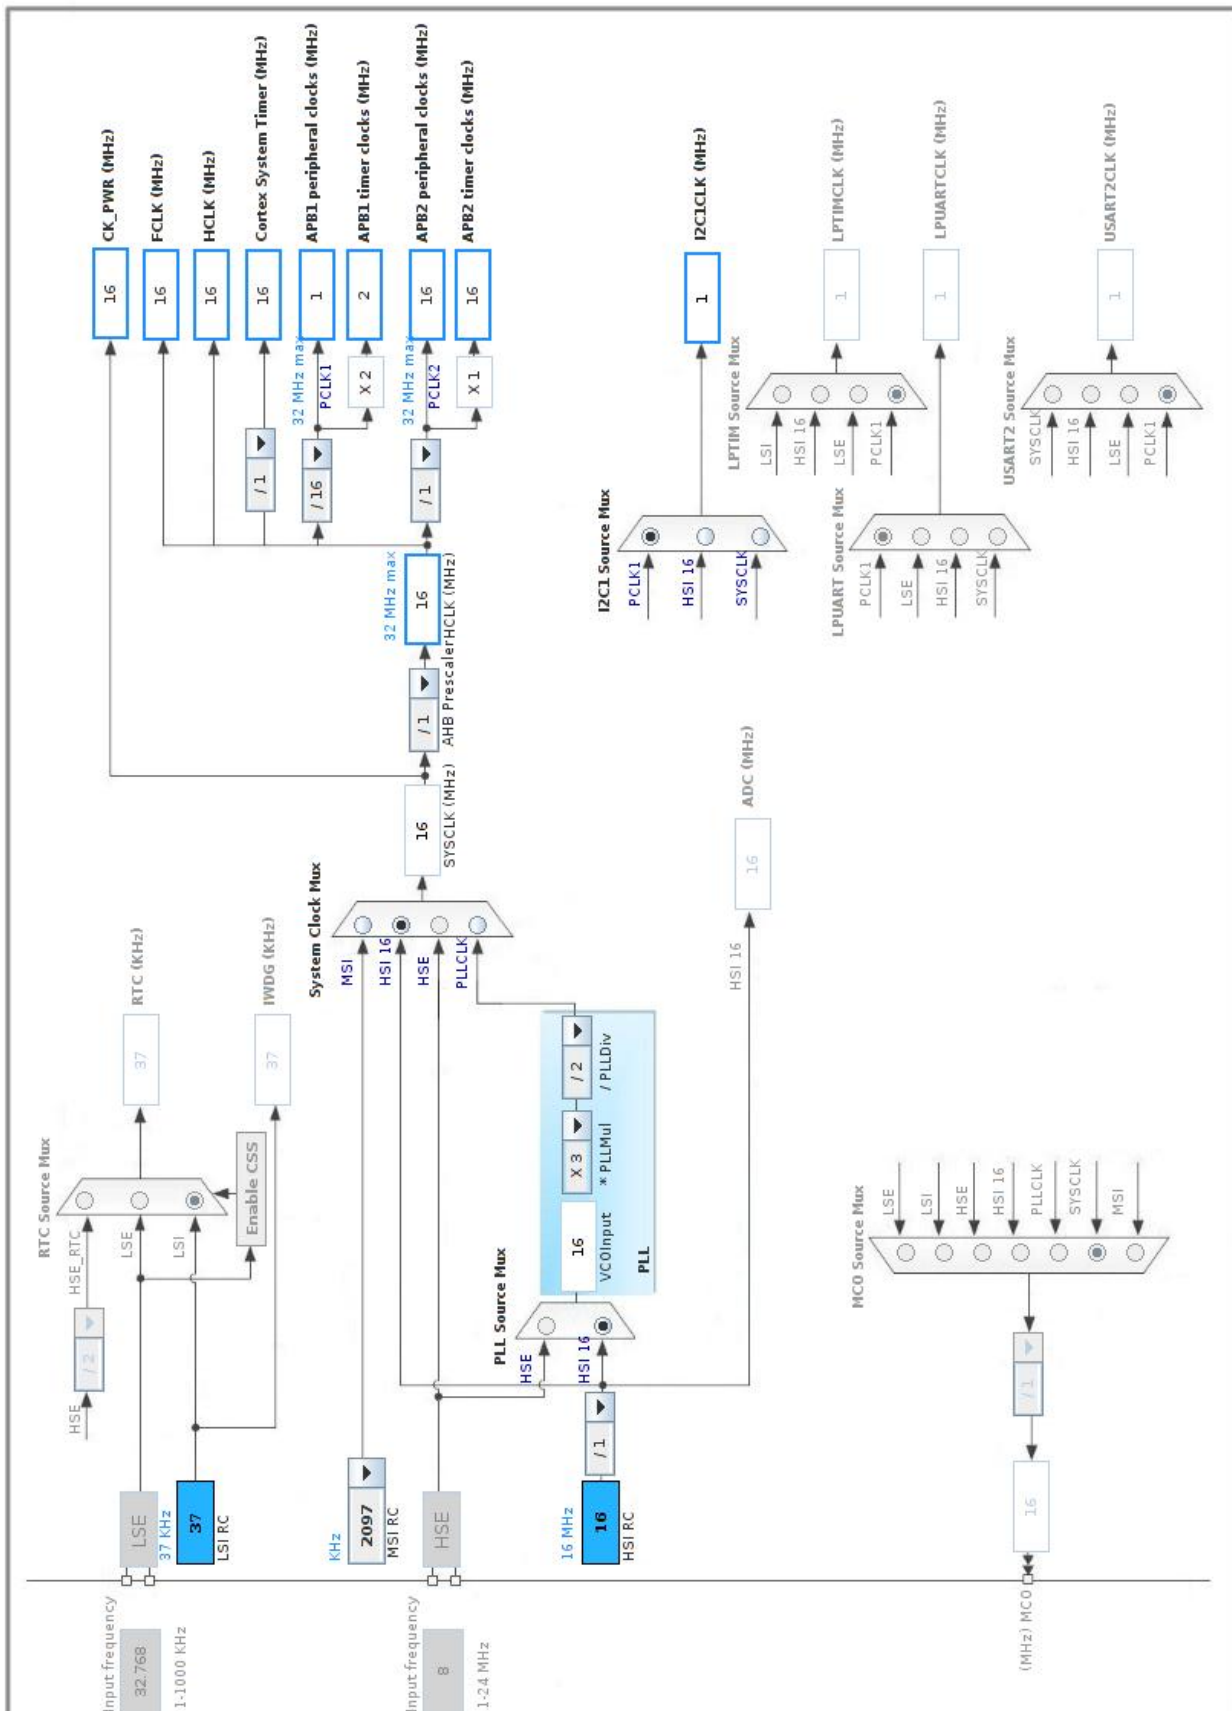 Input frequency
32.768
1-1000 KHz
LSE
37 KHz
37
LSI RC
HSE
/ 2
HSE_RTC
RTC Source Mux
LSE
LSI
Enable CSS
37
RTC (KHz)
37
IWDG (KHz)
Input frequency
8
1-24 MHz
KHz
2097
MSI RC
HSE
16 MHz
16
HSI RC
/ 1
PLL Source Mux
HSE
HSI 16
16
VCOInput
X 3
* PLLMul
/ 2
/ PLLDiv
PLL
System Clock Mux
MSI
HSI 16
HSE
PLLCLK
16
SYSCLK (MHz)
/ 1
AHB Prescaler
32 MHz max
16
HCLK (MHz)
/ 1
/ 16
/ 1
32 MHz max
PCLK1
X 2
32 MHz max
PCLK2
X 1
16
CK_PWR (MHz)
16
FCLK (MHz)
16
HCLK (MHz)
16
Cortex System Timer (MHz)
1
APB1 peripheral clocks (MHz)
2
APB1 timer clocks (MHz)
16
APB2 peripheral clocks (MHz)
16
APB2 timer clocks (MHz)
HSI 16
16
ADC (MHz)
I2C1 Source Mux
PCLK1
HSI 16
SYSCLK
1
I2C1CLK (MHz)
LPTIM Source Mux
LSI
HSI 16
LSE
PCLK1
1
LPTIMCLK (MHz)
LPUART Source Mux
PCLK1
LSE
HSI 16
SYSCLK
1
LPUARTCLK (MHz)
USART2 Source Mux
SYSCLK
HSI 16
LSE
PCLK1
1
USART2CLK (MHz)
MCO Source Mux
LSE
LSI
HSE
HSI 16
PLLCLK
SYSCLK
MSI
/ 1
16
(MHz) MCO